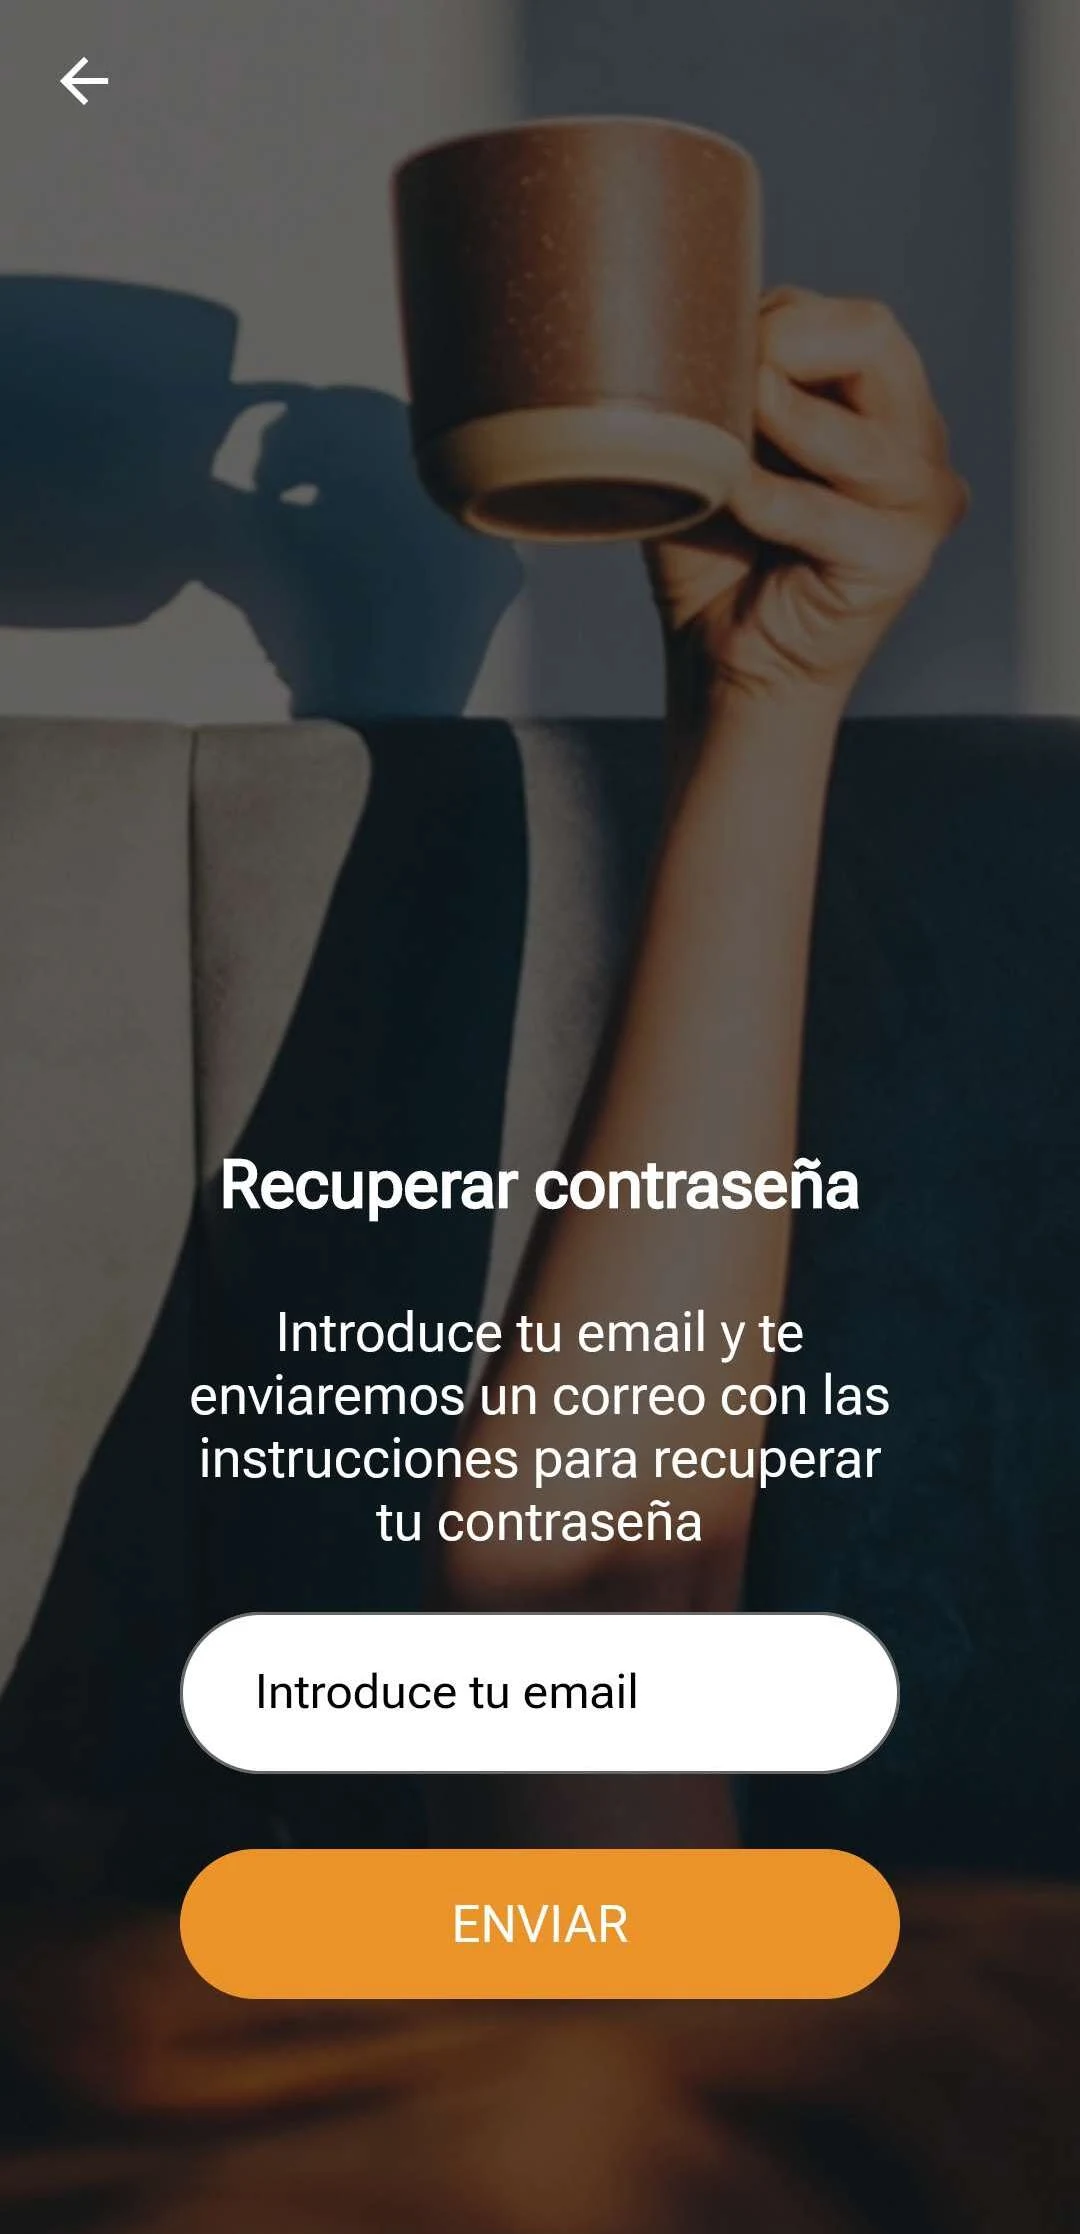 Recuperar contraseña
Introduce tu email y te
enviaremos un correo con las
instrucciones para recuperar
tu contraseña
Introduce tu email
ENVIAR